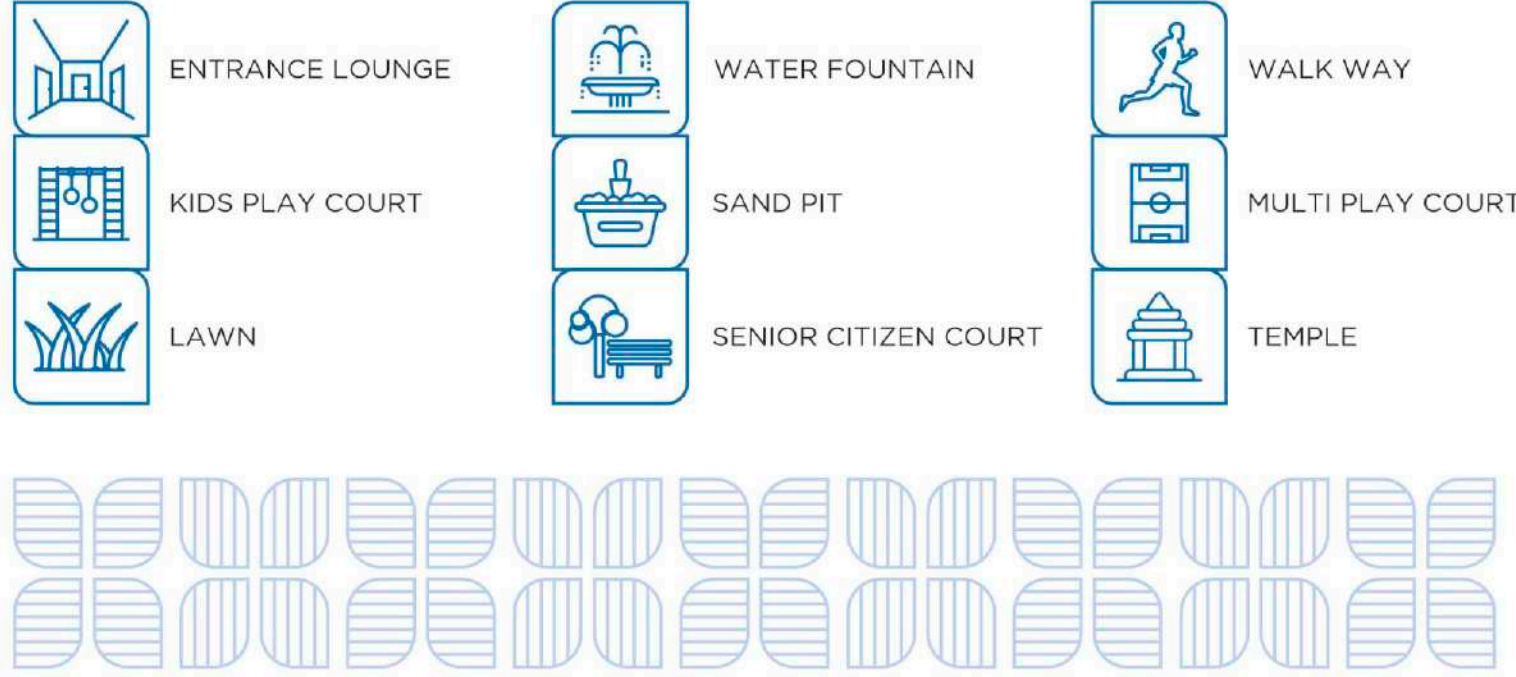 ENTRANCE LOUNGE
WATER FOUNTAIN
WALK WAY
KIDS PLAY COURT
SAND PIT
MULTI PLAY COURT
LAWN
SENIOR CITIZEN COURT
TEMPLE